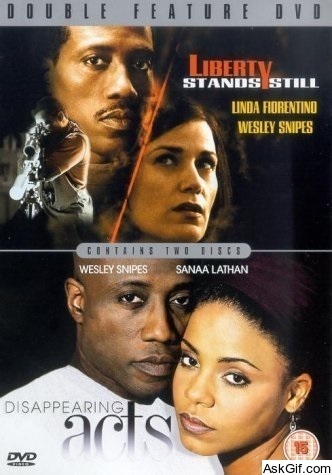 DOUBLE FEATURE DVD
LIBERTY
STANDS STILL
LINDA FIORENTINO
WESLEY SNIPES
CONTAINS TWO DISCS
WESLEY SNIPES SANAA LATHAN
DISAPPEARING
acts
DVD
VIDEO
15
AskGif.com